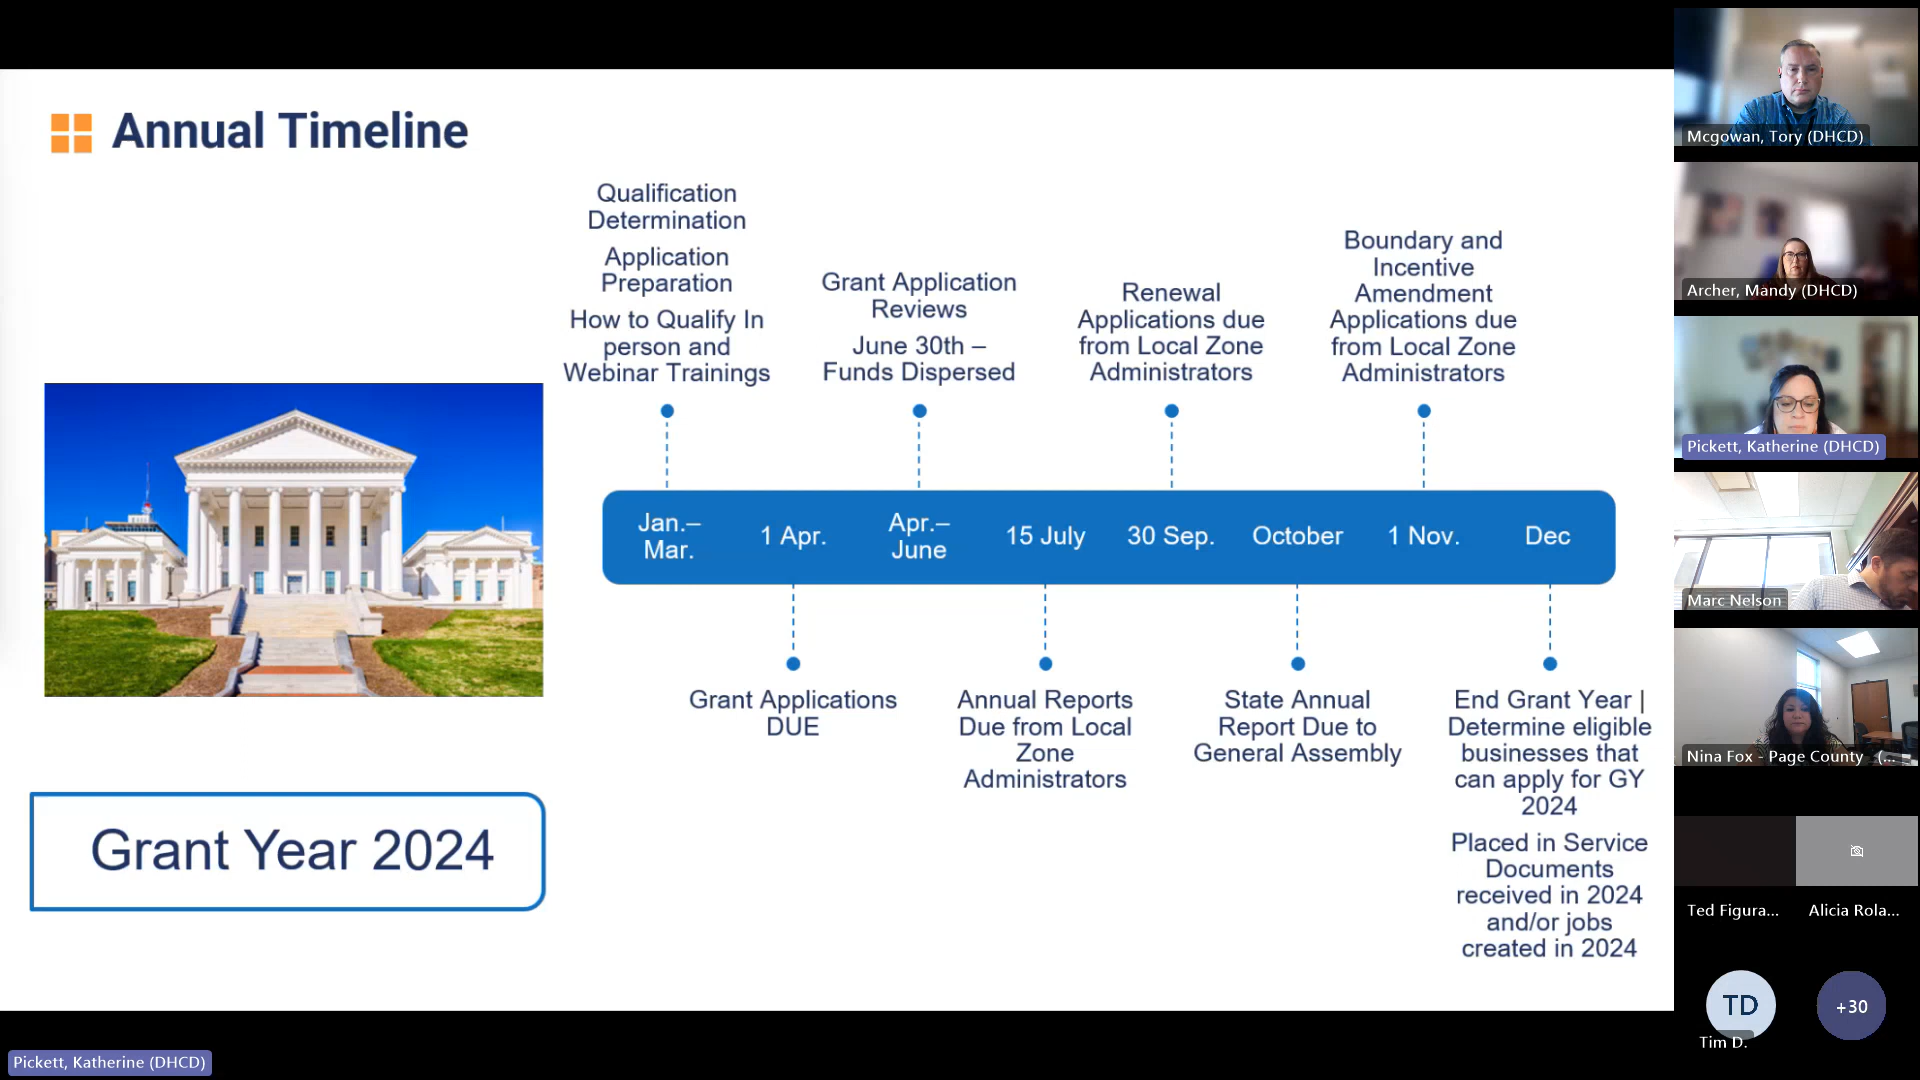 Annual Timeline
Qualification
Determination
Application
Preparation
How to Qualify In
person and
Webinar Trainings
Grant Application
Reviews
June 30th –
Funds Dispersed
Renewal
Applications due
from Local Zone
Administrators
Boundary and
Incentive
Amendment
Applications due
from Local Zone
Administrators
Jan.–
Mar.
1 Apr.
Apr.–
June
15 July
30 Sep.
October
1 Nov.
Dec
Grant Applications
DUE
Annual Reports
Due from Local
Zone
Administrators
State Annual
Report Due to
General Assembly
End Grant Year |
Determine eligible
businesses that
can apply for GY
2024
Placed in Service
Documents
received in 2024
and/or jobs
created in 2024
Grant Year 2024
Pickett, Katherine (DHCD)
Mcgowan, Tory (DHCD)
Archer, Mandy (DHCD)
Pickett, Katherine (DHCD)
Marc Nelson
Nina Fox - Page County (...
Ted Figura...
Alicia Rola...
TD
Tim D.
+30